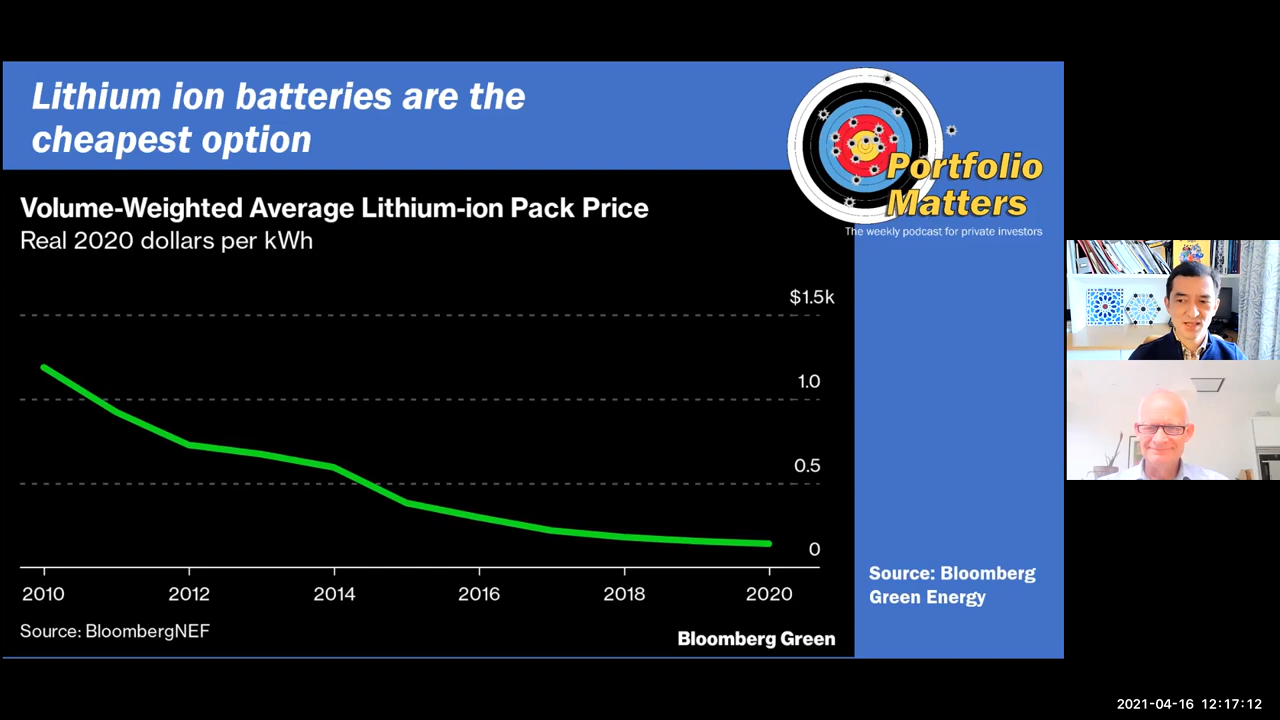 Lithium ion batteries are the
cheapest option
Portfolio
Matters
The weekly podcast for private investors
Volume-Weighted Average Lithium-ion Pack Price
Real 2020 dollars per kWh
$1.5k
1.0
0.5
0
2010 2012 2014 2016 2018 2020
Source: BloombergNEF
Bloomberg Green
Source: Bloomberg
Green Energy
2021-04-16 12:17:12